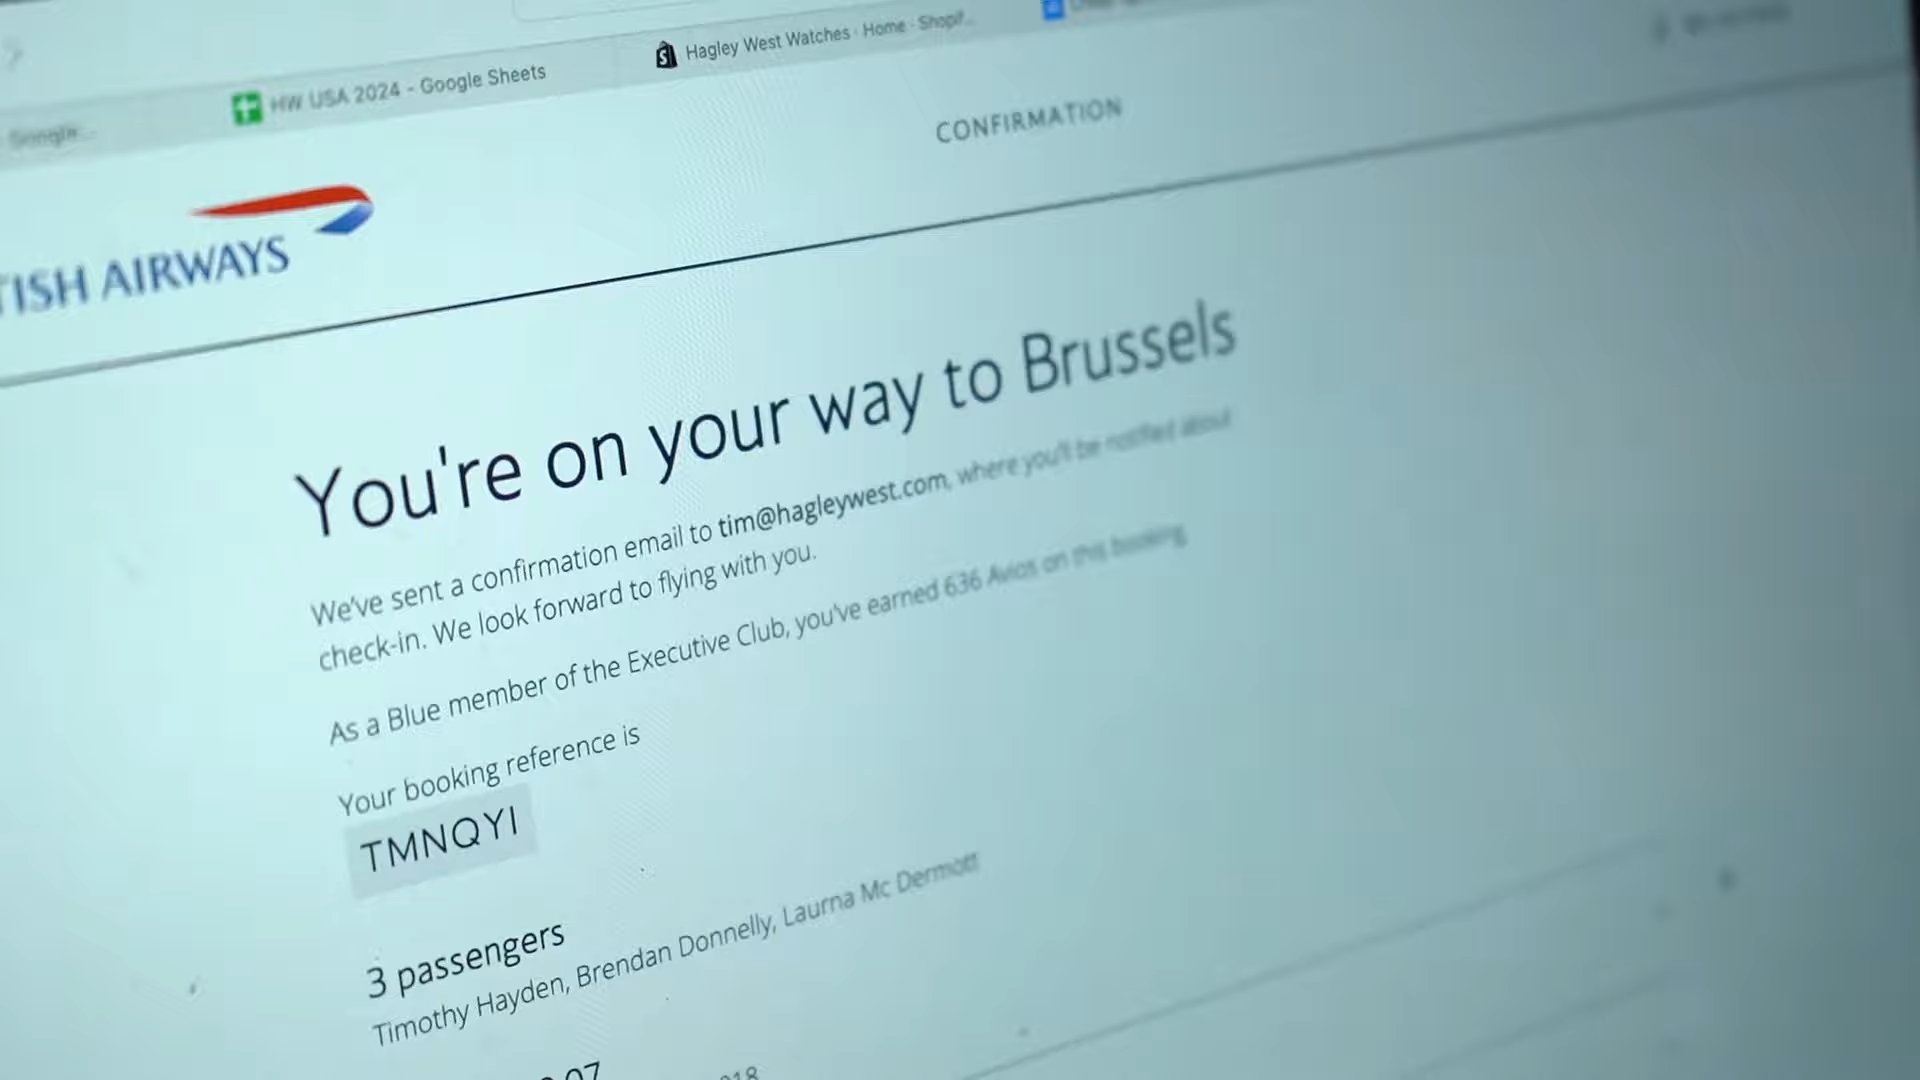 HW USA 2024 - Google Sheets
Hagley West Watches · Home · Shopif...
Google...
CONFIRMATION
TISH AIRWAYS
You're on your way to Brussels
We've sent a confirmation email to tim@hagleywest.com, where you'll be notified about
check-in. We look forward to flying with you.
As a Blue member of the Executive Club, you've earned 636 Avios on this booking.
Your booking reference is
TMNQYI
3 passengers
Timothy Hayden, Brendan Donnelly, Laurna Mc Dermott